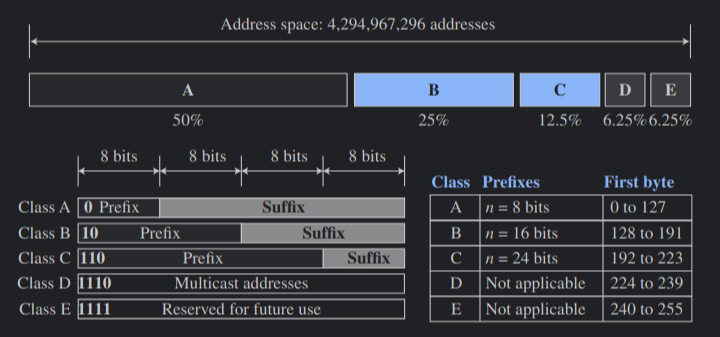 Address space: 4,294,967,296 addresses
A B C D E
50% 25% 12.5% 6.25% 6.25%
8 bits 8 bits 8 bits 8 bits
Class A 0 Prefix Suffix
Class B 10 Prefix Suffix
Class C 110 Prefix Suffix
Class D 1110 Multicast addresses
Class E 1111 Reserved for future use
Class Prefixes First byte
A n = 8 bits 0 to 127
B n = 16 bits 128 to 191
C n = 24 bits 192 to 223
D Not applicable 224 to 239
E Not applicable 240 to 255